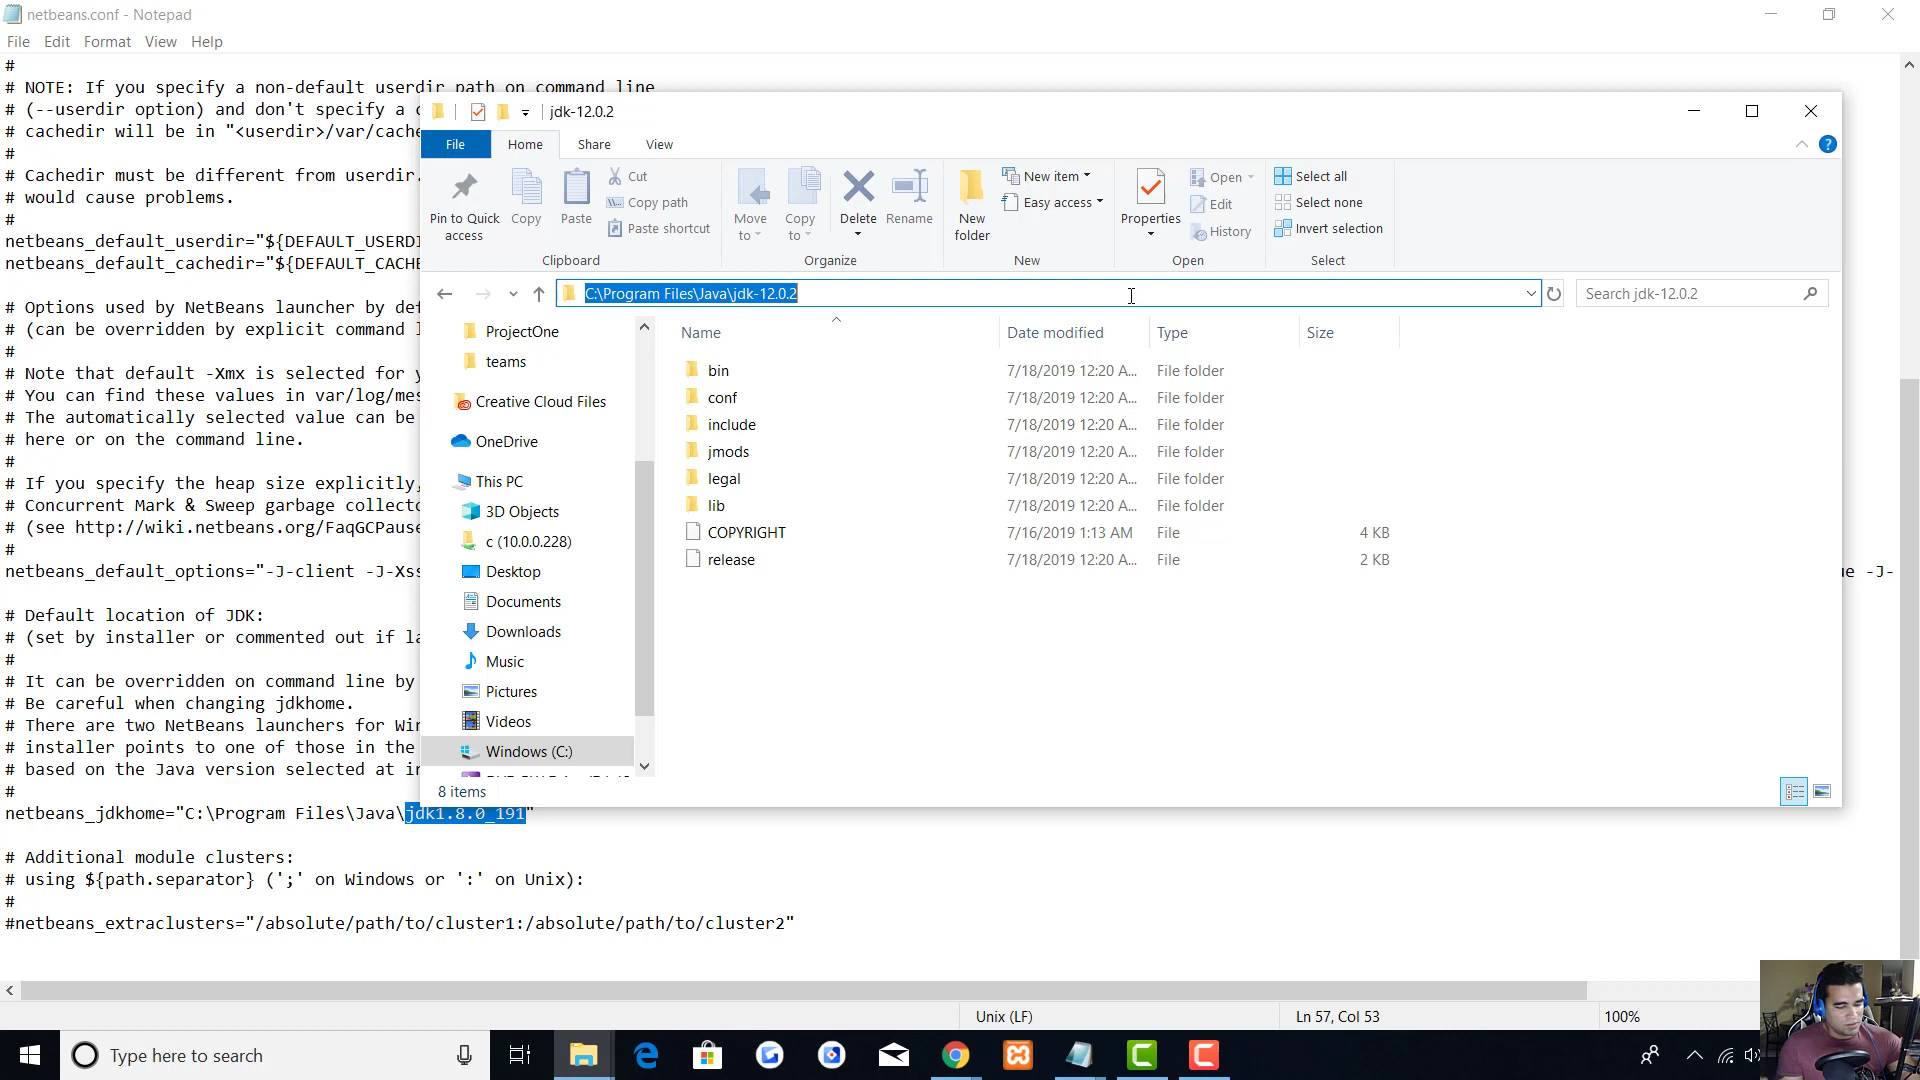 netbeans.conf - Notepad
File Edit Format View Help
#
# NOTE: If you specify a non-default userdir path on command line
# (--userdir option) and don't specify a
# cachedir will be in "<userdir>/var/cache
#
# Cachedir must be different from userdir.
# would cause problems.
#
netbeans_default_userdir="${DEFAULT_USERDI
netbeans_default_cachedir="${DEFAULT_CACHE
# Options used by NetBeans launcher by def
# (can be overridden by explicit command l
#
# Note that default -Xmx is selected for y
# You can find these values in var/log/mes
# The automatically selected value can be
# here or on the command line.
#
# If you specify the heap size explicitly,
# Concurrent Mark & Sweep garbage collecto
# (see http://wiki.netbeans.org/FaqGCPause
#
netbeans_default_options="-J-client -J-Xss
ue -J-
# Default location of JDK:
# (set by installer or commented out if la
#
# It can be overridden on command line by
# Be careful when changing jdkhome.
# There are two NetBeans launchers for Win
# installer points to one of those in the
# based on the Java version selected at in
#
netbeans_jdkhome="C:\Program Files\Java\jdk1.8.0_191"
# Additional module clusters:
# using ${path.separator} (';' on Windows or ':' on Unix):
#
#netbeans_extraclusters="/absolute/path/to/cluster1:/absolute/path/to/cluster2"
Unix (LF)
Ln 57, Col 53
100%
jdk-12.0.2
File Home Share View
Pin to Quick access
Copy
Paste
Cut
Copy path
Paste shortcut
Clipboard
Move to
Copy to
Delete
Rename
Organize
New folder
New item
Easy access
New
Properties
Open
Edit
History
Open
Select all
Select none
Invert selection
Select
C:\Program Files\Java\jdk-12.0.2
Search jdk-12.0.2
ProjectOne
teams
Creative Cloud Files
OneDrive
This PC
3D Objects
c (10.0.0.228)
Desktop
Documents
Downloads
Music
Pictures
Videos
Windows (C:)
Name Date modified Type Size
bin 7/18/2019 12:20 A... File folder
conf 7/18/2019 12:20 A... File folder
include 7/18/2019 12:20 A... File folder
jmods 7/18/2019 12:20 A... File folder
legal 7/18/2019 12:20 A... File folder
lib 7/18/2019 12:20 A... File folder
COPYRIGHT 7/16/2019 1:13 AM File 4 KB
release 7/18/2019 12:20 A... File 2 KB
8 items
Type here to search